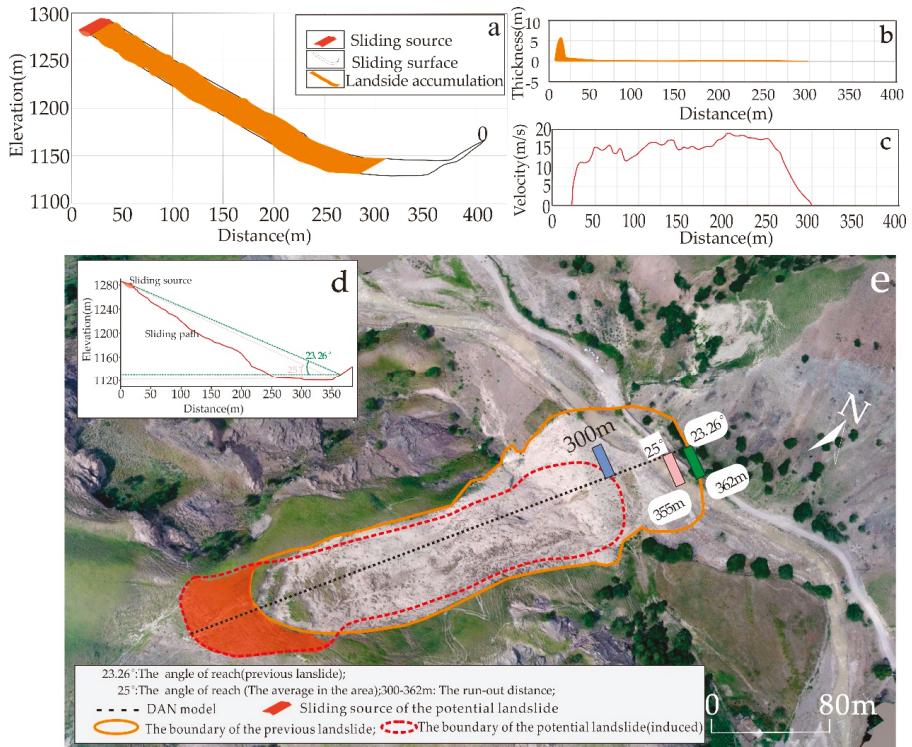 a
1300
1250
1200
1150
1100
Elevation(m)
Sliding source
Sliding surface
Landside accumulation
0
0 50 100 150 200 250 300 350 400
Distance(m)
b
10
5
0
-5
Thickness(m)
0 50 100 150 200 250 300 350 400
Distance(m)
c
20
15
10
5
0
Velocity(m/s)
0 50 100 150 200 250 300 350 400
Distance(m)
d
1280
1240
1200
1160
1120
Elevation(m)
Sliding source
Sliding path
23.26°
25°
0 50 100 150 200 250 300 350
Distance(m)
e
N
300m
25°
23.26°
355m
362m
23.26°:The angle of reach(previous lanslide);
25°:The angle of reach (The average in the area);300-362m: The run-out distance;
DAN model
Sliding source of the potential landslide
The boundary of the previous landslide;
The boundary of the potential landslide(induced)
0 80m